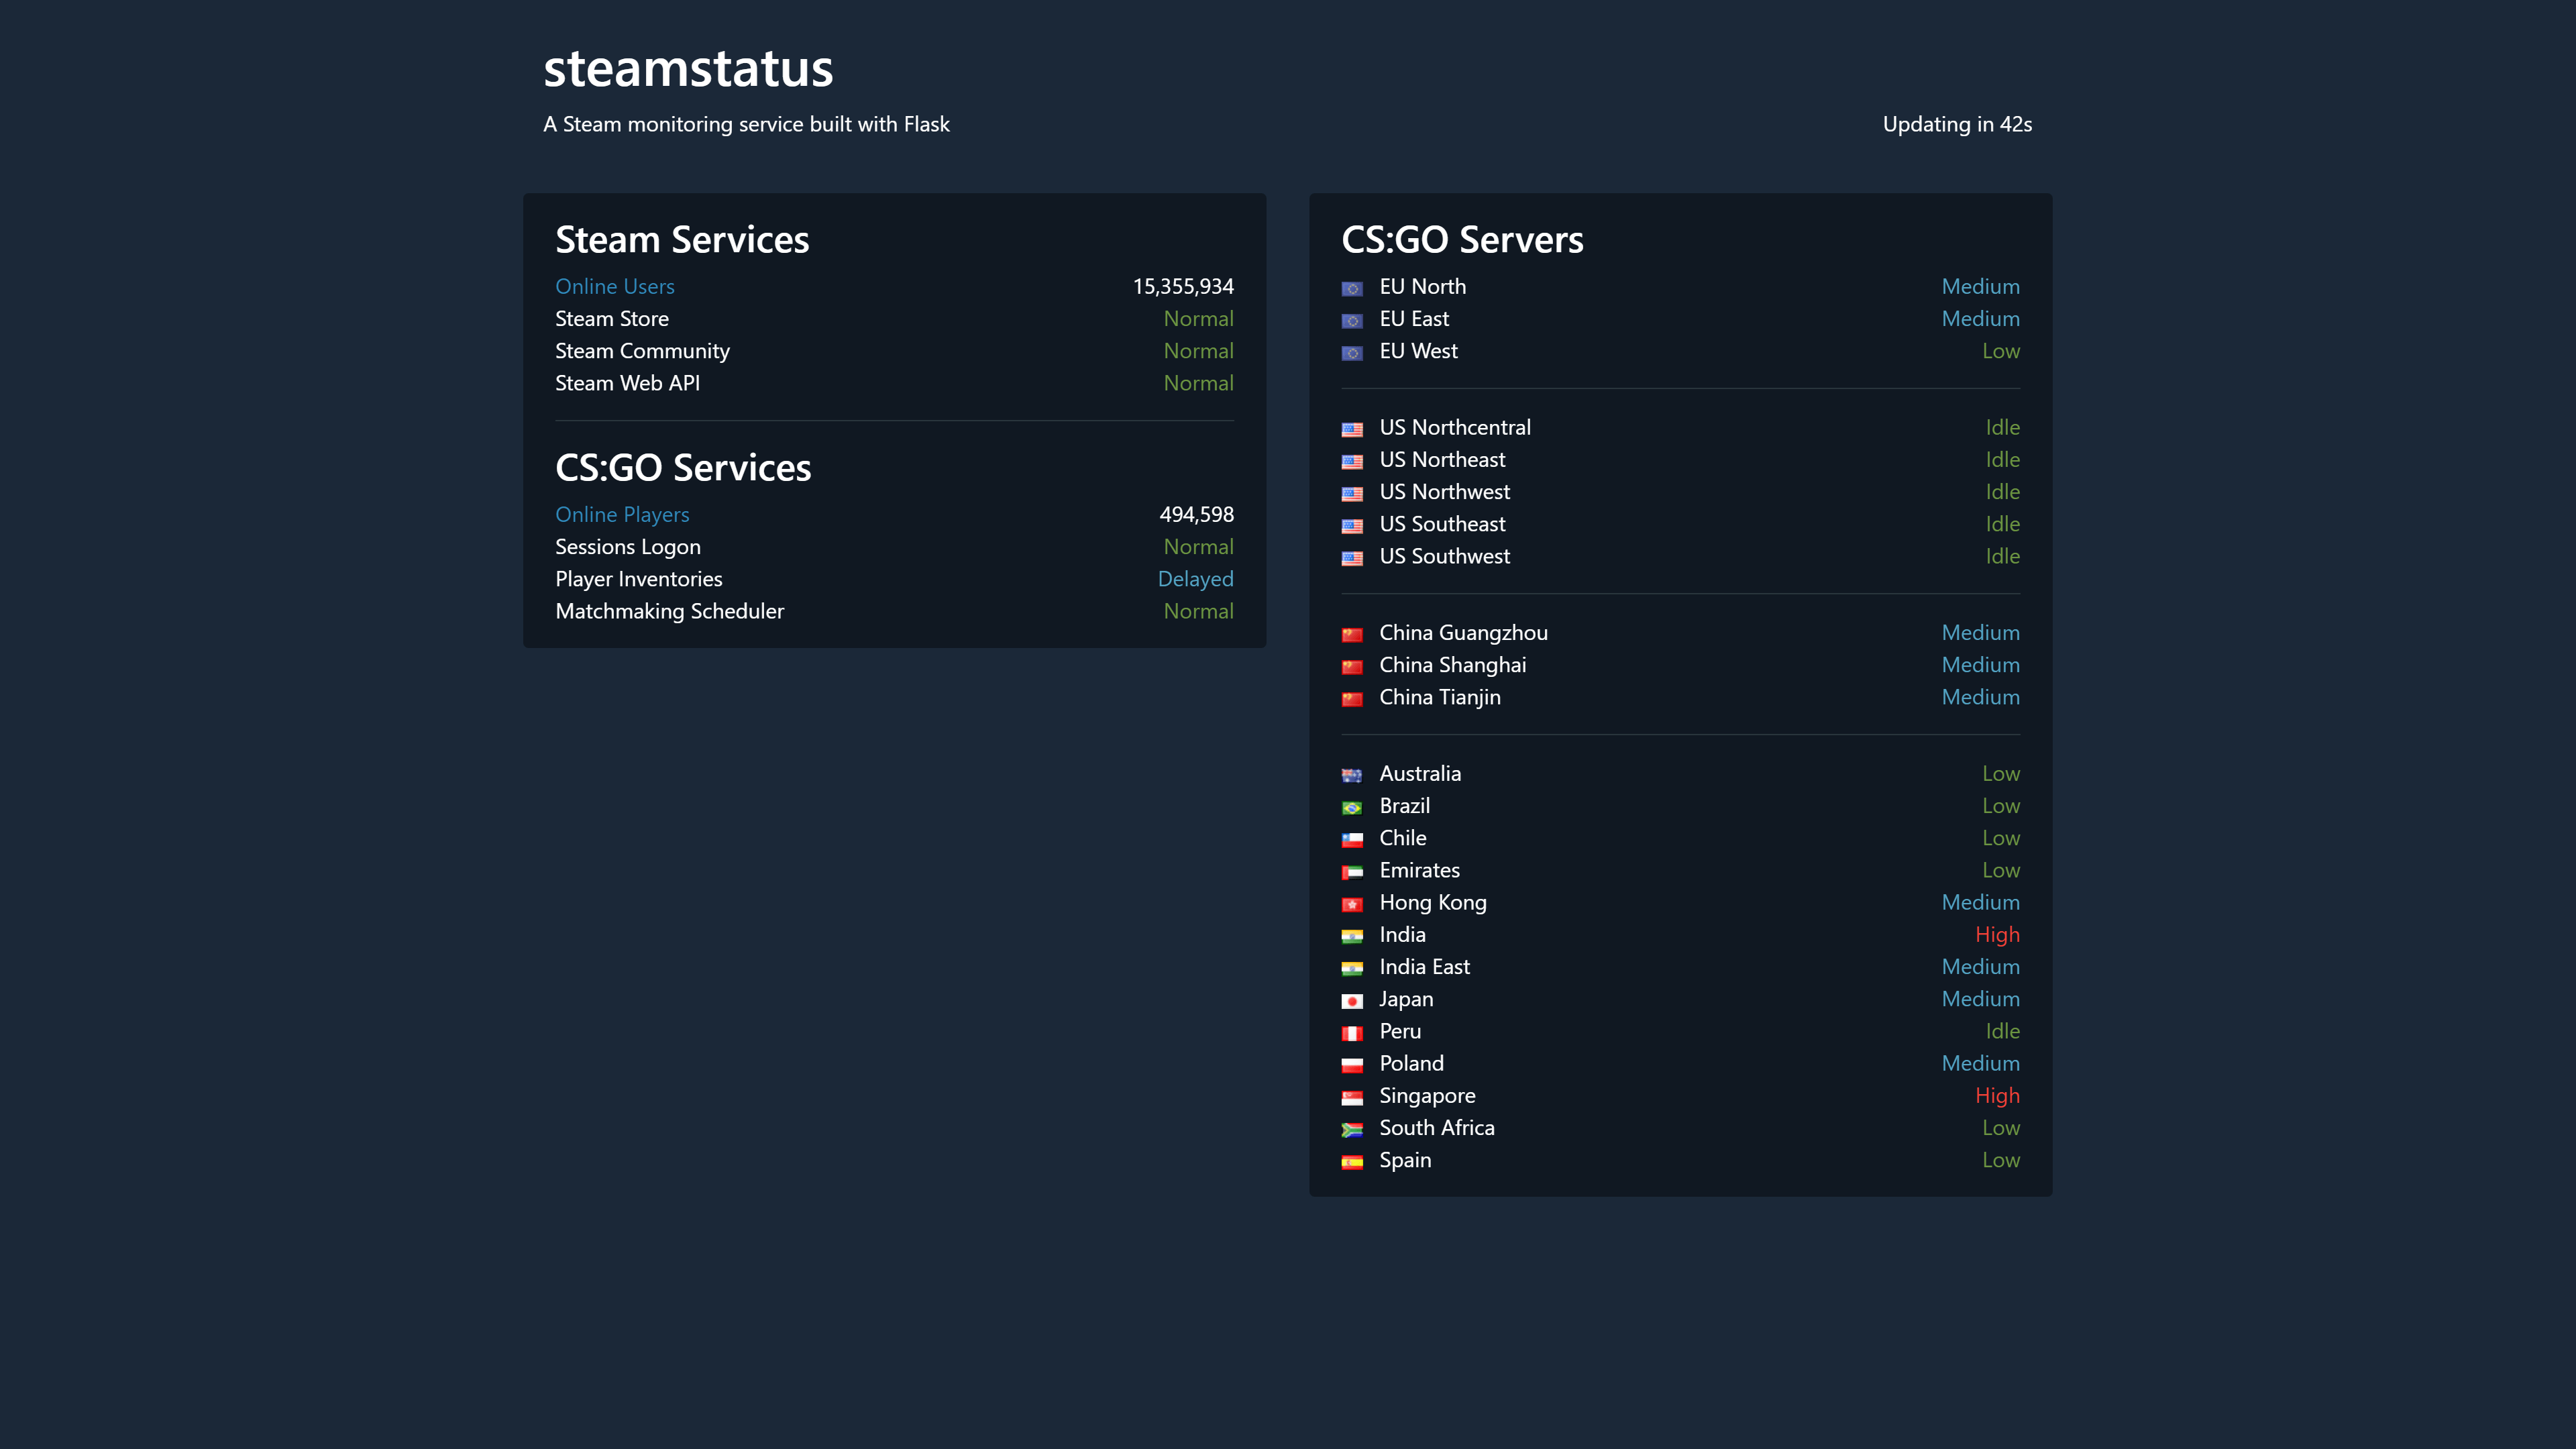 steamstatus
A Steam monitoring service built with Flask
Updating in 42s
Steam Services
Online Users 15,355,934
Steam Store Normal
Steam Community Normal
Steam Web API Normal
CS:GO Services
Online Players 494,598
Sessions Logon Normal
Player Inventories Delayed
Matchmaking Scheduler Normal
CS:GO Servers
EU North Medium
EU East Medium
EU West Low
US Northcentral Idle
US Northeast Idle
US Northwest Idle
US Southeast Idle
US Southwest Idle
China Guangzhou Medium
China Shanghai Medium
China Tianjin Medium
Australia Low
Brazil Low
Chile Low
Emirates Low
Hong Kong Medium
India High
India East Medium
Japan Medium
Peru Idle
Poland Medium
Singapore High
South Africa Low
Spain Low